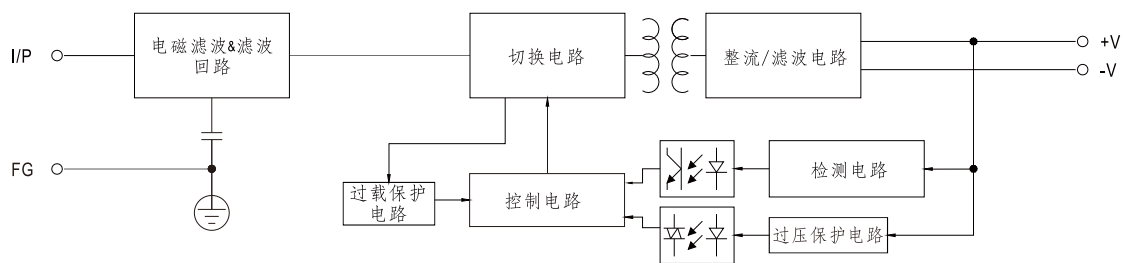 I/P
电磁滤波&滤波
回路
切换电路
整流/滤波电路
+V
-V
FG
过载保护
电路
控制电路
检测电路
过压保护电路